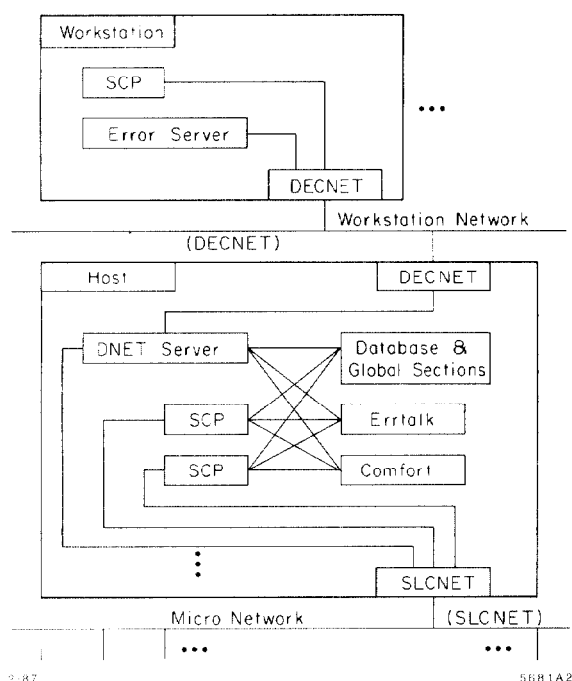 Workstation
SCP
Error Server
DECNET
Workstation Network
(DECNET)
Host
DECNET
DNET Server
Database &
Global Sections
SCP
Errtalk
SCP
Comfort
SLCNET
Micro Network
(SLCNET)
5681A2